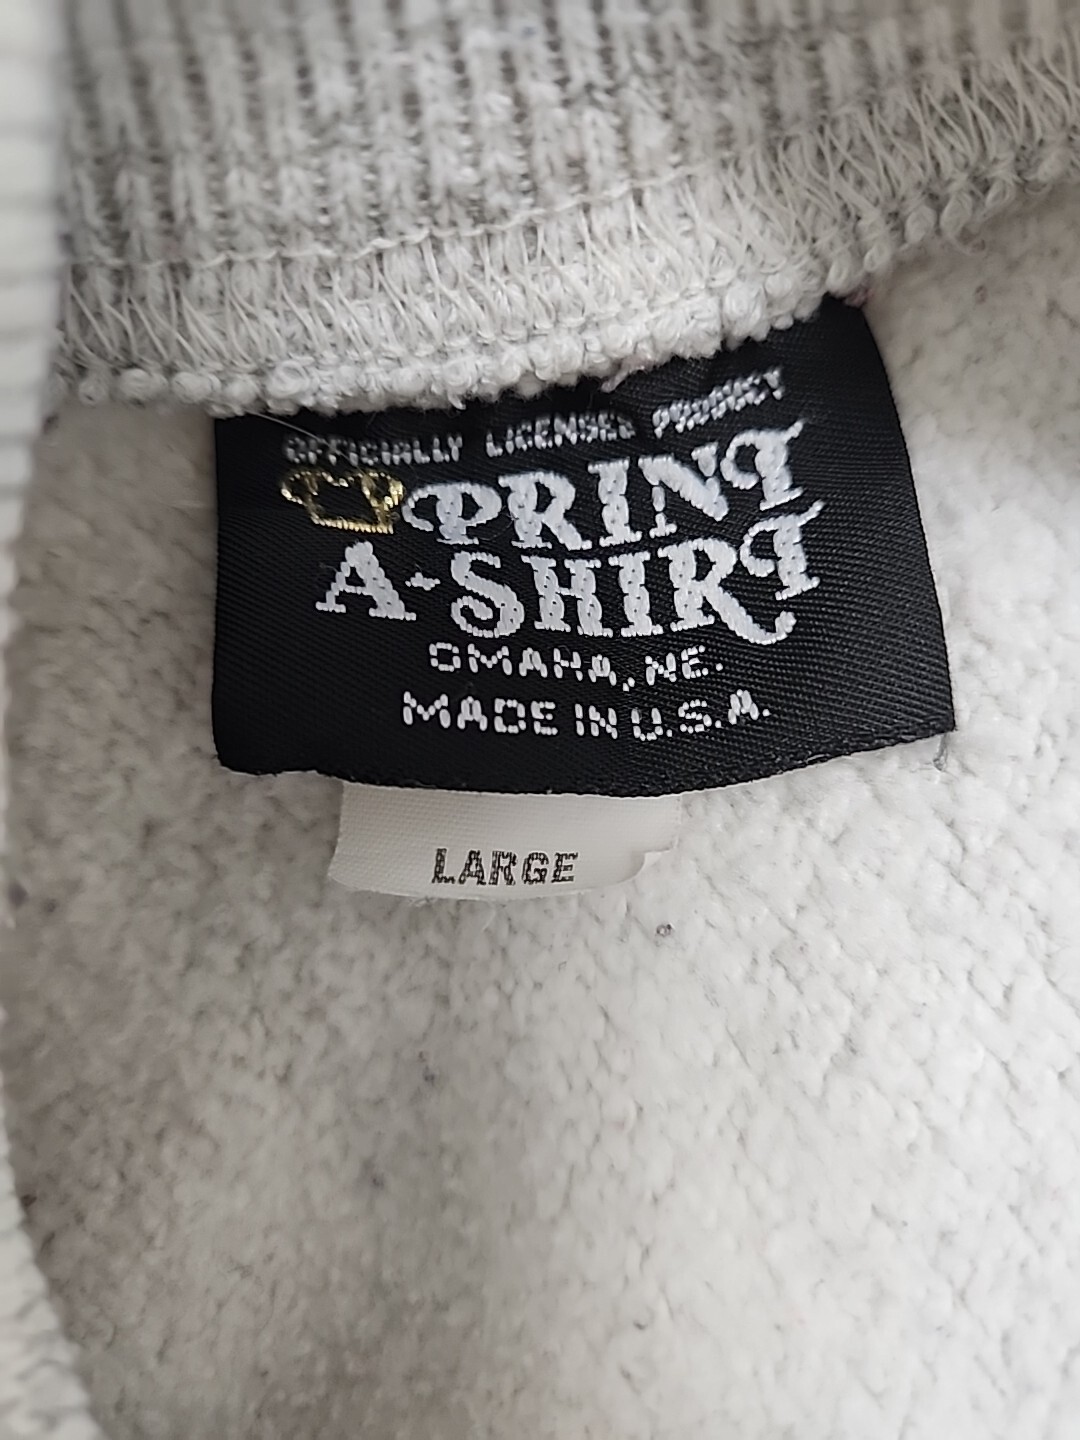 OFFICIALLY LICENSED PRODUCT
PRINT
A-SHIRT
OMAHA, NE.
MADE IN U.S.A.
LARGE